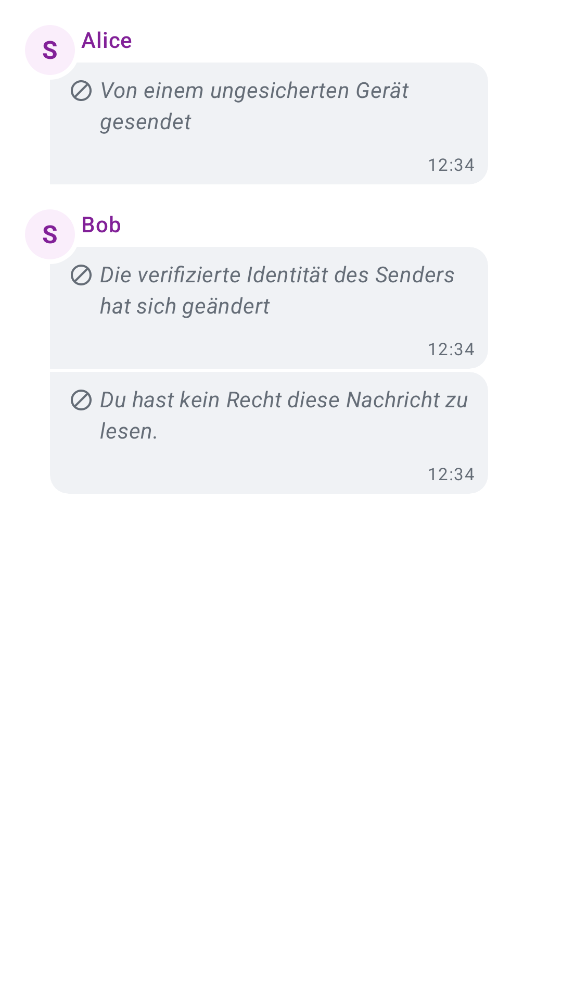 S
Alice
Von einem ungesicherten Gerät
gesendet
12:34
S
Bob
Die verifizierte Identität des Senders
hat sich geändert
12:34
Du hast kein Recht diese Nachricht zu
lesen.
12:34